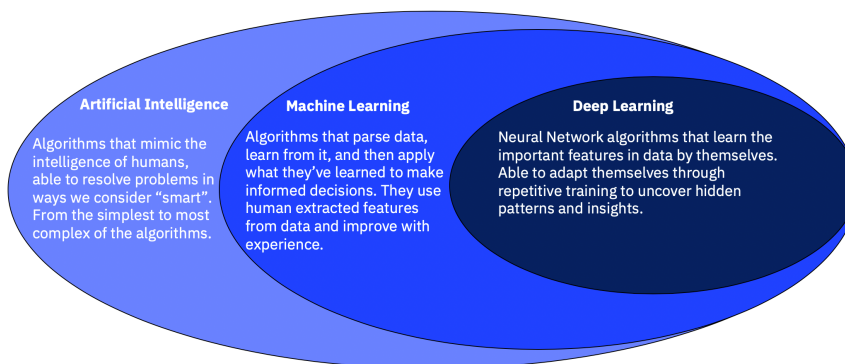 Artificial Intelligence
Algorithms that mimic the
intelligence of humans,
able to resolve problems in
ways we consider “smart”.
From the simplest to most
complex of the algorithms.
Machine Learning
Algorithms that parse data,
learn from it, and then apply
what they’ve learned to make
informed decisions. They use
human extracted features
from data and improve with
experience.
Deep Learning
Neural Network algorithms that learn the
important features in data by themselves.
Able to adapt themselves through
repetitive training to uncover hidden
patterns and insights.